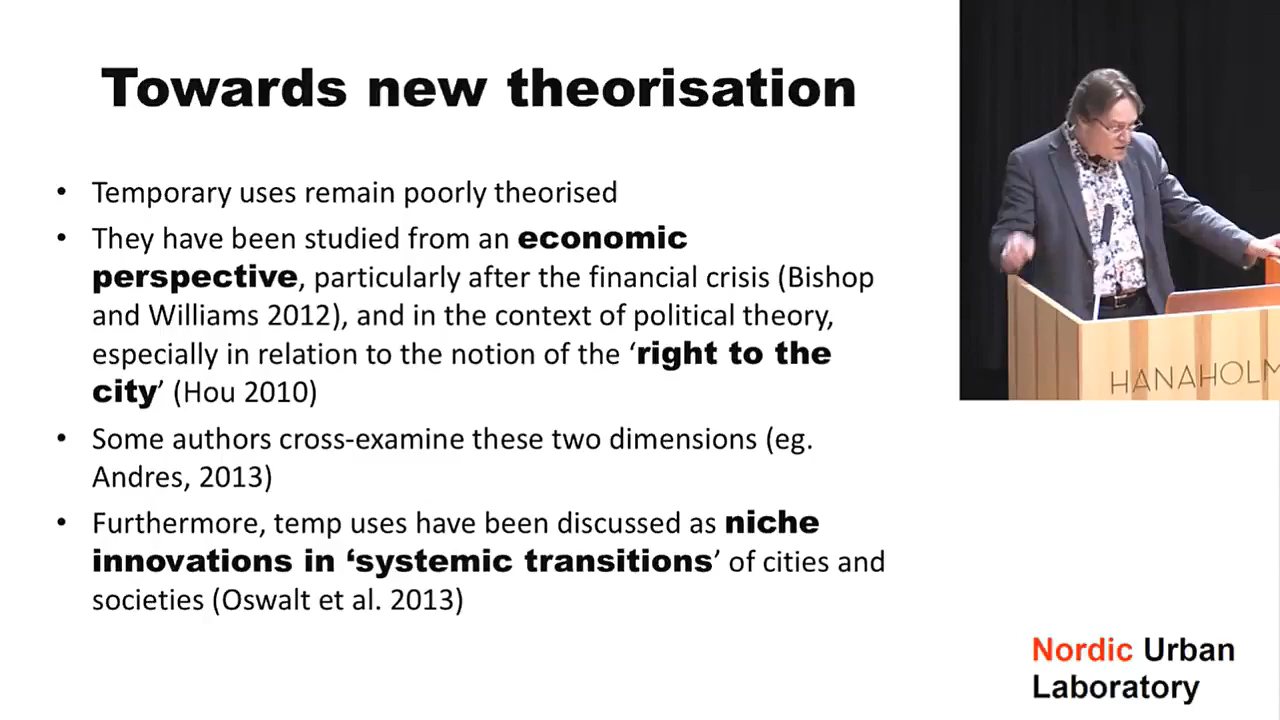 Towards new theorisation
• Temporary uses remain poorly theorised
• They have been studied from an economic
perspective, particularly after the financial crisis (Bishop
and Williams 2012), and in the context of political theory,
especially in relation to the notion of the ‘right to the
city’ (Hou 2010)
• Some authors cross-examine these two dimensions (eg.
Andres, 2013)
• Furthermore, temp uses have been discussed as niche
innovations in ‘systemic transitions’ of cities and
societies (Oswalt et al. 2013)
HANAHOLM
Nordic Urban
Laboratory